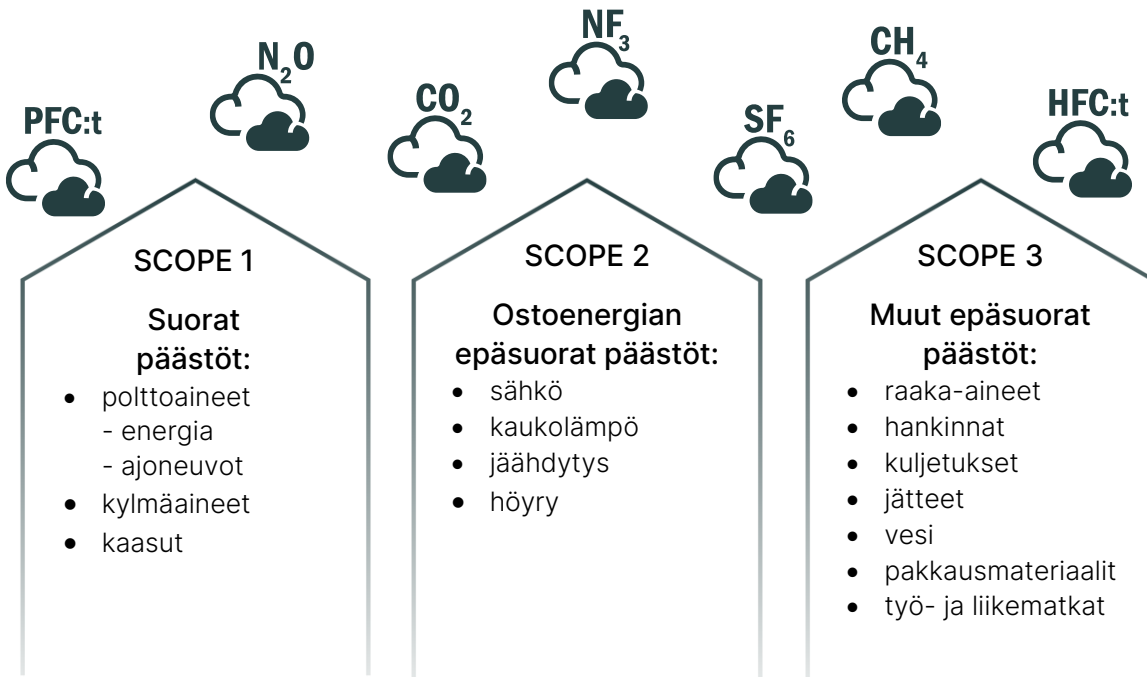 PFC:t
N₂O
CO₂
NF₃
SF₆
CH₄
HFC:t
SCOPE 1
Suorat
päästöt:
• polttoaineet
- energia
- ajoneuvot
• kylmäaineet
• kaasut
SCOPE 2
Ostoenergian
epäsuorat päästöt:
• sähkö
• kaukolämpö
• jäähdytys
• höyry
SCOPE 3
Muut epäsuorat
päästöt:
• raaka-aineet
• hankinnat
• kuljetukset
• jätteet
• vesi
• pakkausmateriaalit
• työ- ja liikematkat